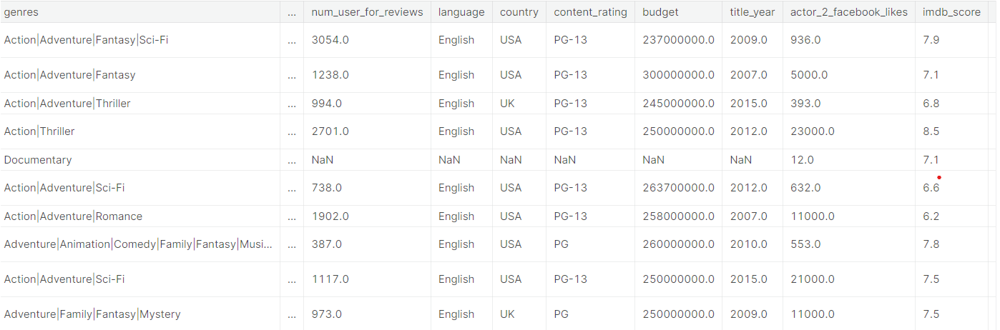 genres ... num_user_for_reviews language country content_rating budget title_year actor_2_facebook_likes imdb_score
Action|Adventure|Fantasy|Sci-Fi ... 3054.0 English USA PG-13 237000000.0 2009.0 936.0 7.9
Action|Adventure|Fantasy ... 1238.0 English USA PG-13 300000000.0 2007.0 5000.0 7.1
Action|Adventure|Thriller ... 994.0 English UK PG-13 245000000.0 2015.0 393.0 6.8
Action|Thriller ... 2701.0 English USA PG-13 250000000.0 2012.0 23000.0 8.5
Documentary ... NaN NaN NaN NaN NaN NaN 12.0 7.1
Action|Adventure|Sci-Fi ... 738.0 English USA PG-13 263700000.0 2012.0 632.0 6.6
Action|Adventure|Romance ... 1902.0 English USA PG-13 258000000.0 2007.0 11000.0 6.2
Adventure|Animation|Comedy|Family|Fantasy|Musi... ... 387.0 English USA PG 260000000.0 2010.0 553.0 7.8
Action|Adventure|Sci-Fi ... 1117.0 English USA PG-13 250000000.0 2015.0 21000.0 7.5
Adventure|Family|Fantasy|Mystery ... 973.0 English UK PG 250000000.0 2009.0 11000.0 7.5